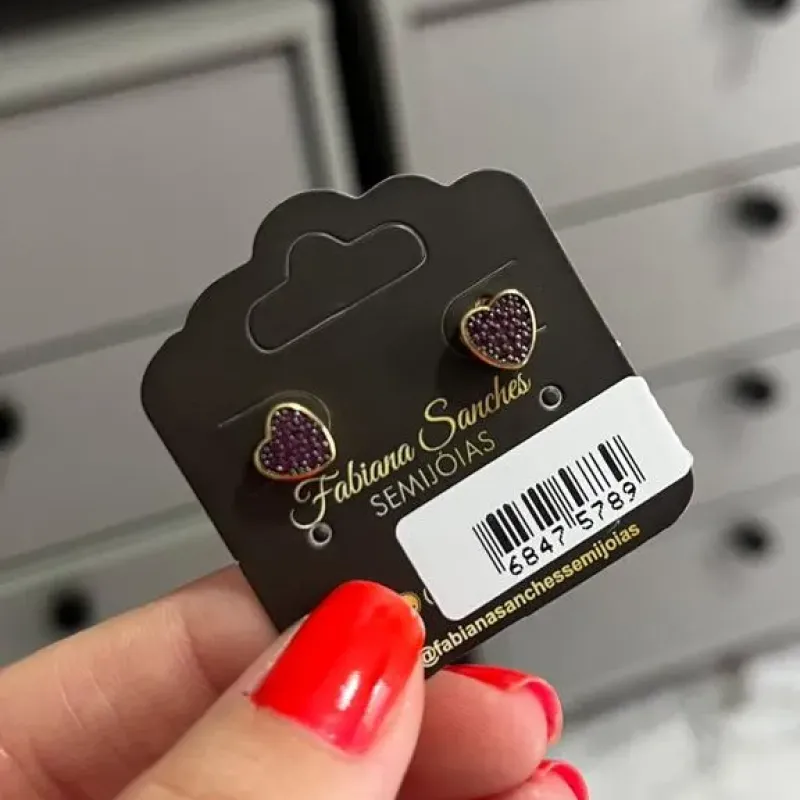 Fabiana Sanches
SEMIJÓIAS
6847 5789
@fabianasanchessemijoias